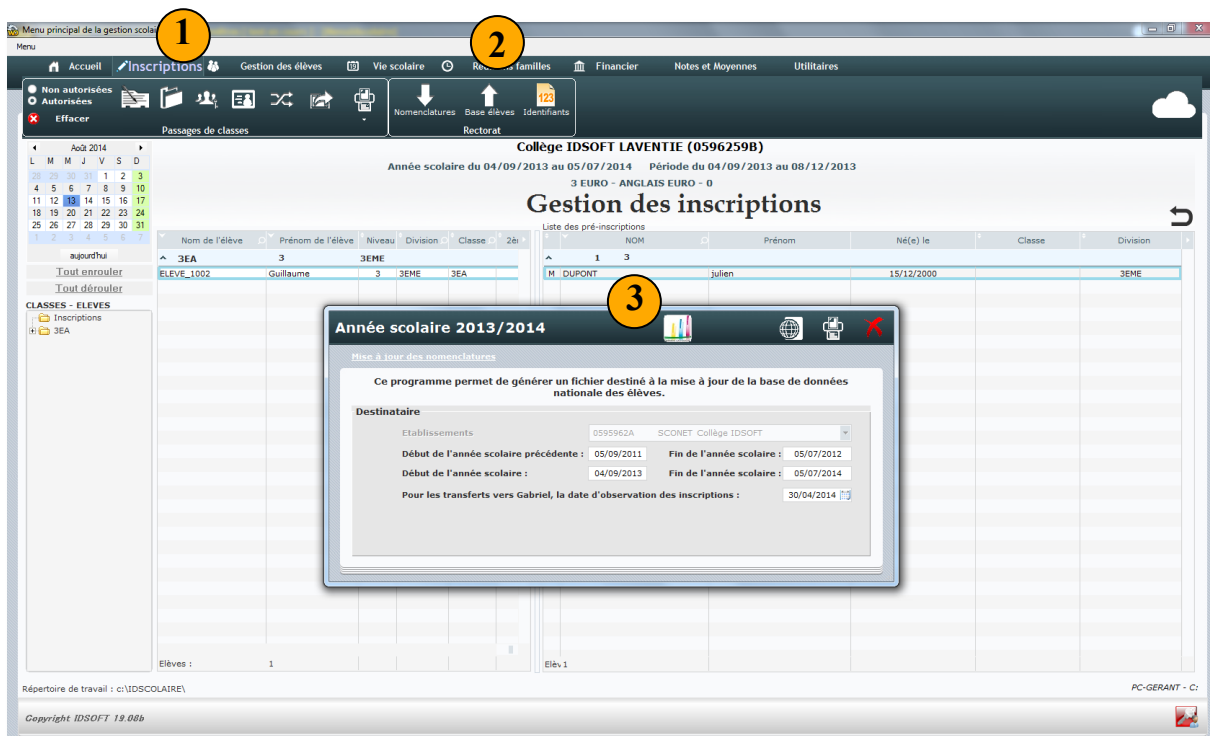 Menu principal de la gestion scolai
1
2
Menu
Accueil Inscriptions Gestion des élèves Vie scolaire familles Financier Notes et Moyennes Utilitaires
Non autorisées
Autorisées
Effacer
Passages de classes
Nomenclatures Base élèves Identifiants
123
Rectorat
Août 2014
L M M J V S D
28 29 30 31 1 2 3
4 5 6 7 8 9 10
11 12 13 14 15 16 17
18 19 20 21 22 23 24
25 26 27 28 29 30 31
1 2 3 4 5 6 7
aujourd'hui
Tout enrouler
Tout dérouler
CLASSES - ELEVES
Inscriptions
3EA
Collège IDSOFT LAVENTIE (0596259B)
Année scolaire du 04/09/2013 au 05/07/2014 Période du 04/09/2013 au 08/12/2013
3 EURO - ANGLAIS EURO - 0
Gestion des inscriptions
Liste des pré-inscriptions
Nom de l'élève Prénom de l'élève Niveau Division Classe 2è
3EA 3 3EME
ELEVE_1002 Guillaume 3 3EME 3EA
Elèves : 1
NOM Prénom Né(e) le Classe Division
1 3
M DUPONT julien 15/12/2000 3EME
Elèv 1
3
Année scolaire 2013/2014
Mise à jour des nomenclatures
Ce programme permet de générer un fichier destiné à la mise à jour de la base de données
nationale des élèves.
Destinataire
Etablissements 0595962A SCONET Collège IDSOFT
Début de l'année scolaire précédente : 05/09/2011 Fin de l'année scolaire : 05/07/2012
Début de l'année scolaire : 04/09/2013 Fin de l'année scolaire : 05/07/2014
Pour les transferts vers Gabriel, la date d'observation des inscriptions : 30/04/2014
Répertoire de travail : c:\IDSCOLAIRE\
PC-GERANT - C:
Copyright IDSOFT 19.08b